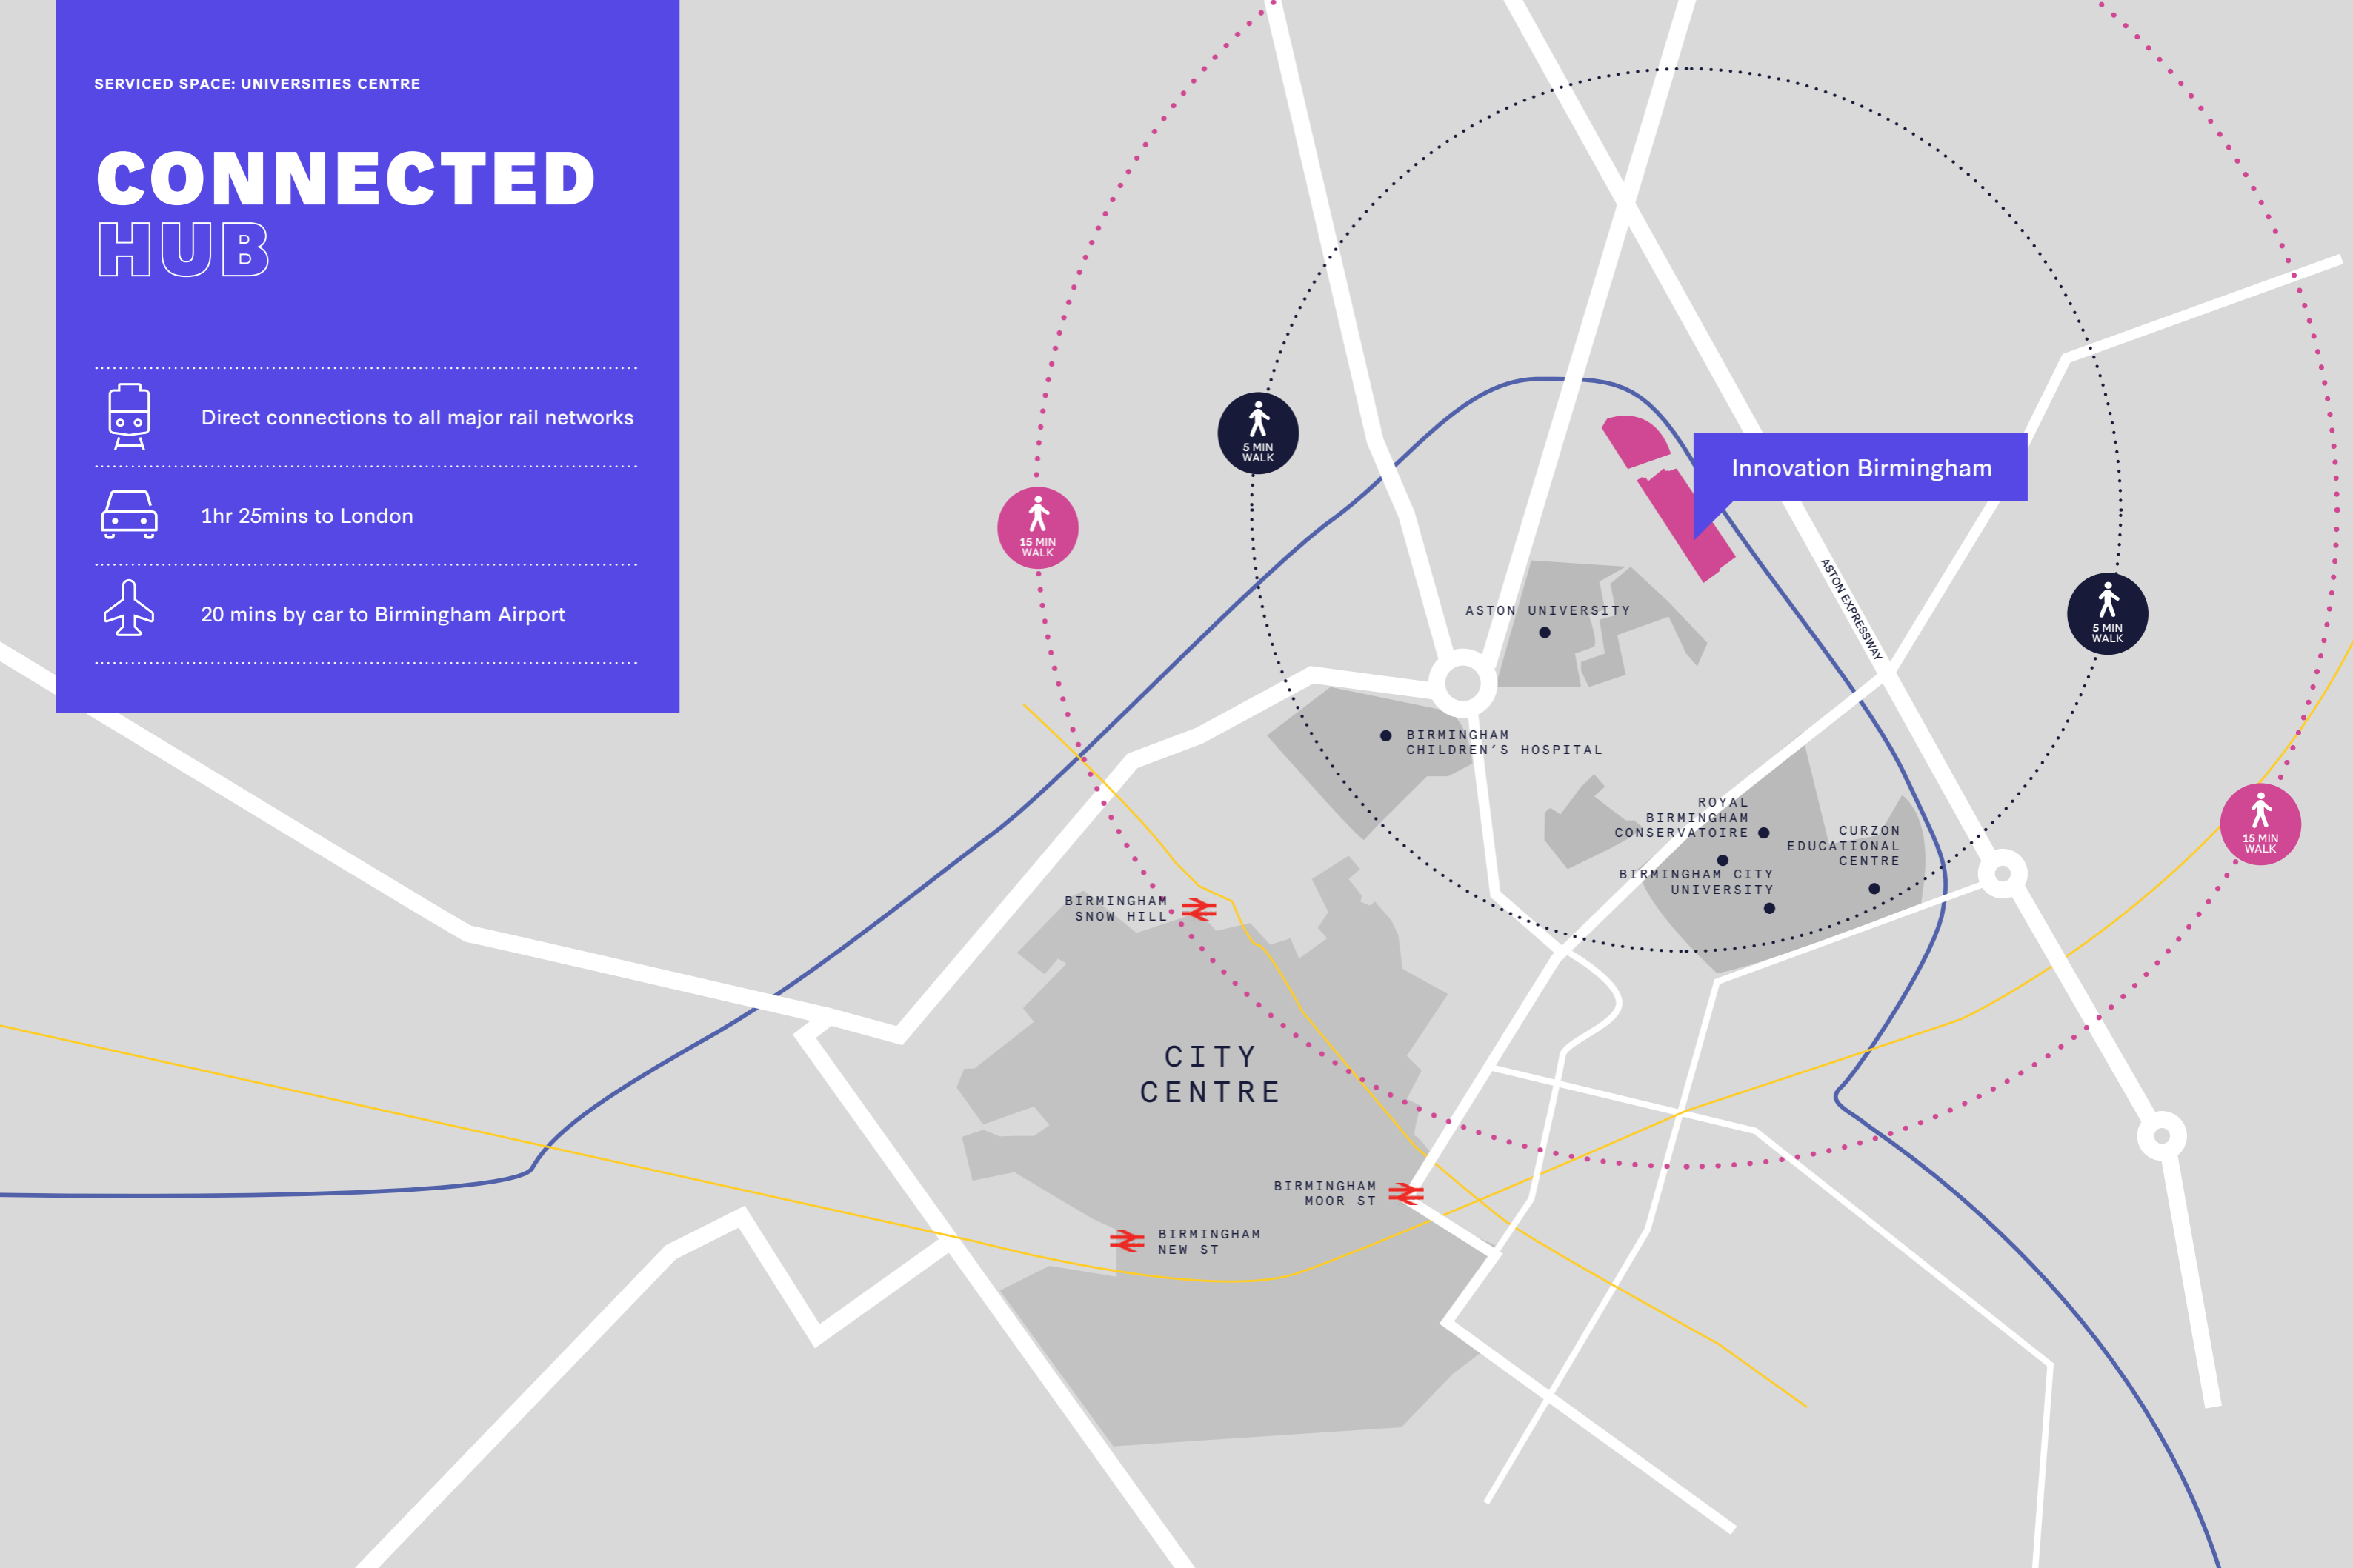 SERVICED SPACE: UNIVERSITIES CENTRE
CONNECTED
HUB
Direct connections to all major rail networks
1hr 25mins to London
20 mins by car to Birmingham Airport
5 MIN
WALK
15 MIN
WALK
Innovation Birmingham
ASTON EXPRESSWAY
5 MIN
WALK
ASTON UNIVERSITY
BIRMINGHAM
CHILDREN’S HOSPITAL
ROYAL
BIRMINGHAM
CONSERVATOIRE
CURZON
EDUCATIONAL
CENTRE
BIRMINGHAM CITY
UNIVERSITY
15 MIN
WALK
BIRMINGHAM
SNOW HILL
CITY
CENTRE
BIRMINGHAM
MOOR ST
BIRMINGHAM
NEW ST